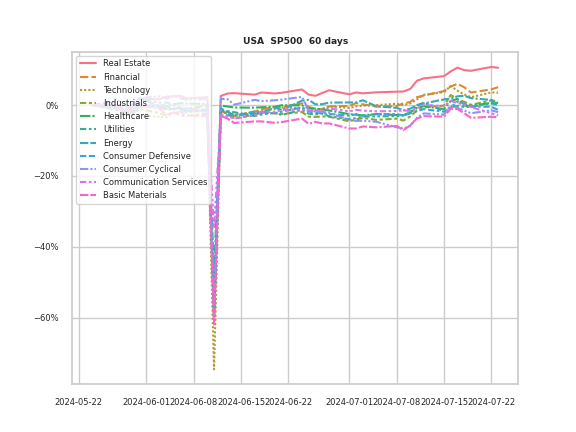 USA SP500 60 days
Real Estate
Financial
Technology
Industrials
Healthcare
Utilities
Energy
Consumer Defensive
Consumer Cyclical
Communication Services
Basic Materials
0%
−20%
−40%
−60%
2024-05-22 2024-06-01 2024-06-08 2024-06-15 2024-06-22 2024-07-01 2024-07-08 2024-07-15 2024-07-22